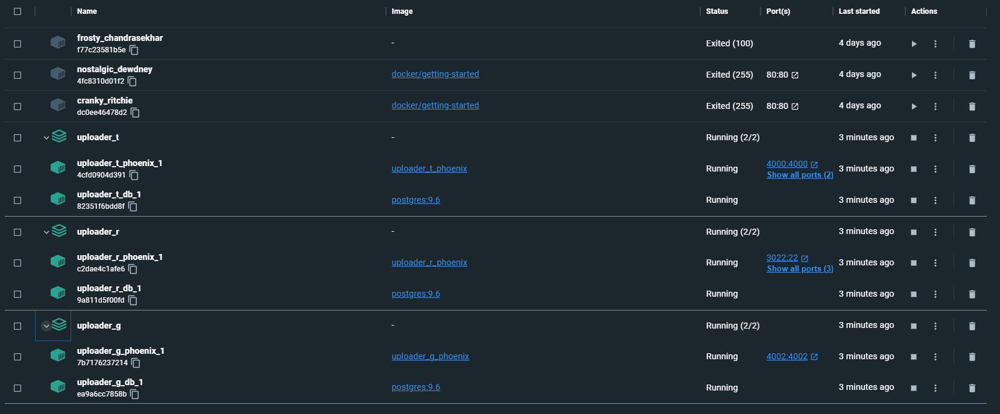 Name Image Status Port(s) Last started Actions
frosty_chandrasekhar
f77c23581b5e
- Exited (100) 4 days ago
nostalgic_dewdney
4fc8310d01f2
docker/getting-started Exited (255) 80:80 4 days ago
cranky_ritchie
dc0ee46478d2
docker/getting-started Exited (255) 80:80 4 days ago
uploader_t - Running (2/2) 3 minutes ago
uploader_t_phoenix_1
4cfd0904d391
uploader_t_phoenix Running 4000:4000
Show all ports (2)
3 minutes ago
uploader_t_db_1
82351f6bdd8f
postgres:9.6 Running 3 minutes ago
uploader_r - Running (2/2) 3 minutes ago
uploader_r_phoenix_1
c2dae4c1afe6
uploader_r_phoenix Running 3022:22
Show all ports (3)
3 minutes ago
uploader_r_db_1
9a811d5f00fd
postgres:9.6 Running 3 minutes ago
uploader_g - Running (2/2) 3 minutes ago
uploader_g_phoenix_1
7b7176237214
uploader_g_phoenix Running 4002:4002 3 minutes ago
uploader_g_db_1
ea9a6cc7858b
postgres:9.6 Running 3 minutes ago